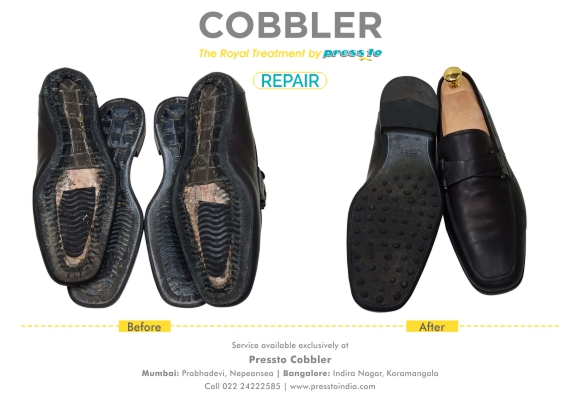 COBBLER
The Royal Treatment by pressto
REPAIR
Before
After
Service available exclusively at
Pressto Cobbler
Mumbai: Prabhadevi, Nepeansea | Bangalore: Indira Nagar, Koramangala
Call 022 24222585 | www.presstoindia.com